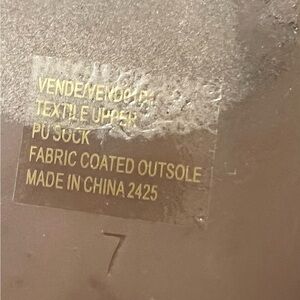 TEXTILE UPPER
PU SOCK
FABRIC COATED OUTSOLE
MADE IN CHINA 2425
7